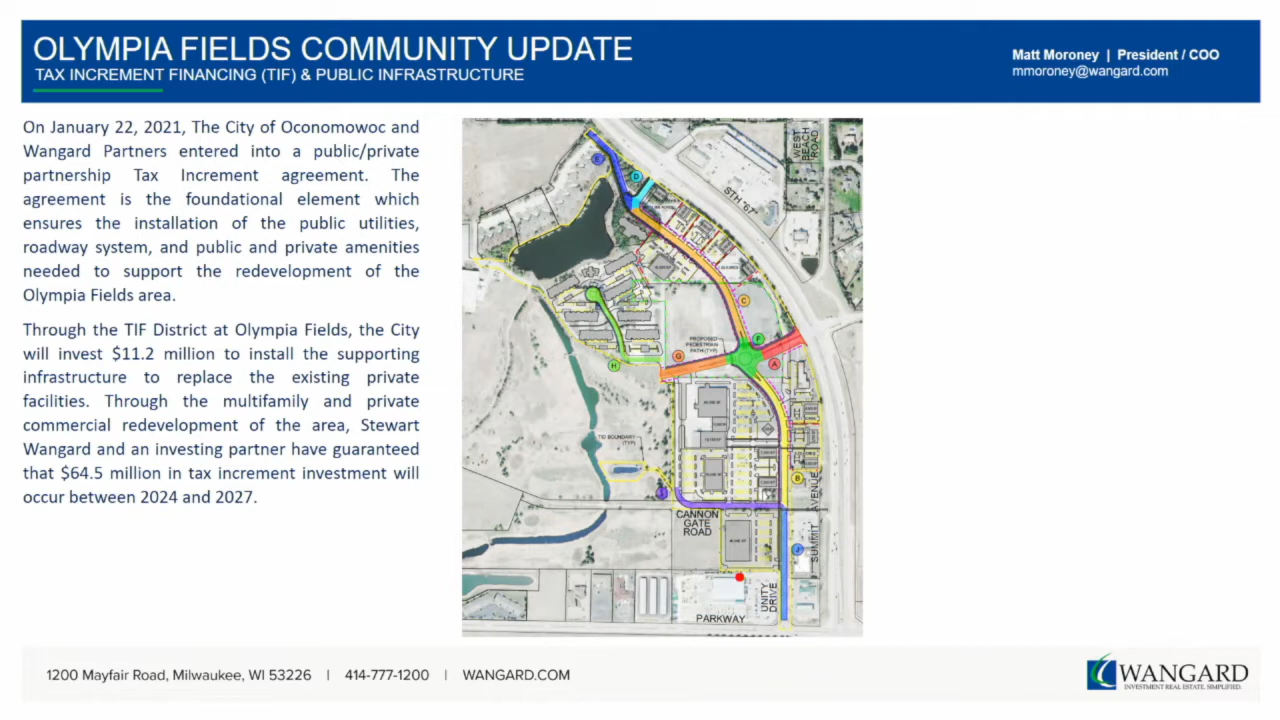 OLYMPIA FIELDS COMMUNITY UPDATE
TAX INCREMENT FINANCING (TIF) & PUBLIC INFRASTRUCTURE
Matt Moroney | President / COO
mmoroney@wangard.com
On January 22, 2021, The City of Oconomowoc and
Wangard Partners entered into a public/private
partnership Tax Increment agreement. The
agreement is the foundational element which
ensures the installation of the public utilities,
roadway system, and public and private amenities
needed to support the redevelopment of the
Olympia Fields area.
Through the TIF District at Olympia Fields, the City
will invest $11.2 million to install the supporting
infrastructure to replace the existing private
facilities. Through the multifamily and private
commercial redevelopment of the area, Stewart
Wangard and an investing partner have guaranteed
that $64.5 million in tax increment investment will
occur between 2024 and 2027.
WEST
BEACH
ROAD
E
D
STH "67"
C
PROPOSED
PEDESTRIAN
PATH(TYP)
F
G
A
H
TID BOUNDARY
(TYP)
B
CANNON
GATE
ROAD
SUMMIT AVENUE
J
UNITY
DRIVE
PARKWAY
1200 Mayfair Road, Milwaukee, WI 53226 | 414-777-1200 | WANGARD.COM
WANGARD
INVESTMENT REAL ESTATE. SIMPLIFIED.